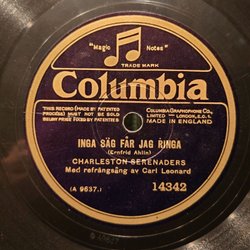 "Magic Notes"
TRADE MARK
Columbia
THIS RECORD (MADE BY PATENTED
PROCESS) MUST NOT BE SOLD
BELOW PRICE FIXED BY PATENTEES
COLUMBIA GRAPHOPHONE CO.,
LIMITED - LONDON, E.C.1.
MADE IN ENGLAND
INGA SÄG FÅR JAG RINGA
(Ernfrid Ahlin)
CHARLESTON SERENADERS
Med refrängsång av Carl Leonard
(A 9637.)
14342